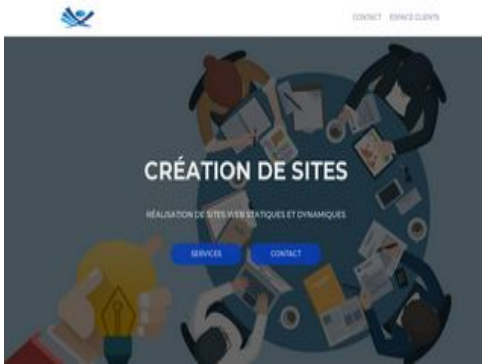 CONTACT ESPACE CLIENTS
CRÉATION DE SITES
RÉALISATION DE SITES WEB STATIQUES ET DYNAMIQUES
SERVICES CONTACT